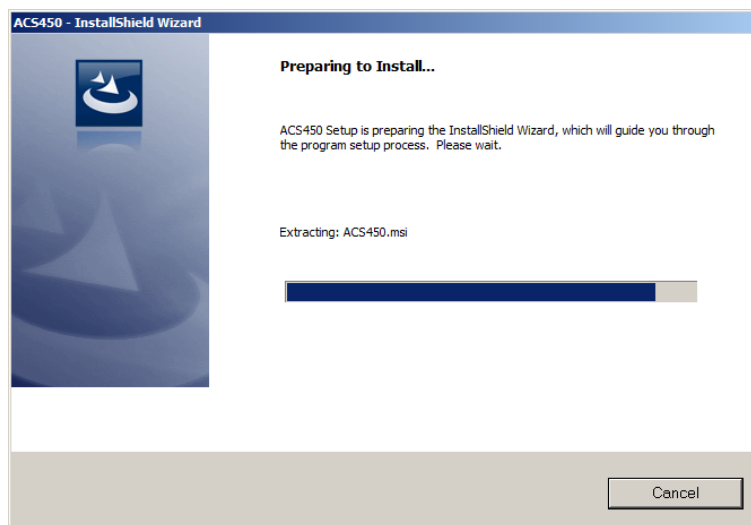 ACS450 - InstallShield Wizard
Preparing to Install...
ACS450 Setup is preparing the InstallShield Wizard, which will guide you through
the program setup process. Please wait.
Extracting: ACS450.msi
Cancel